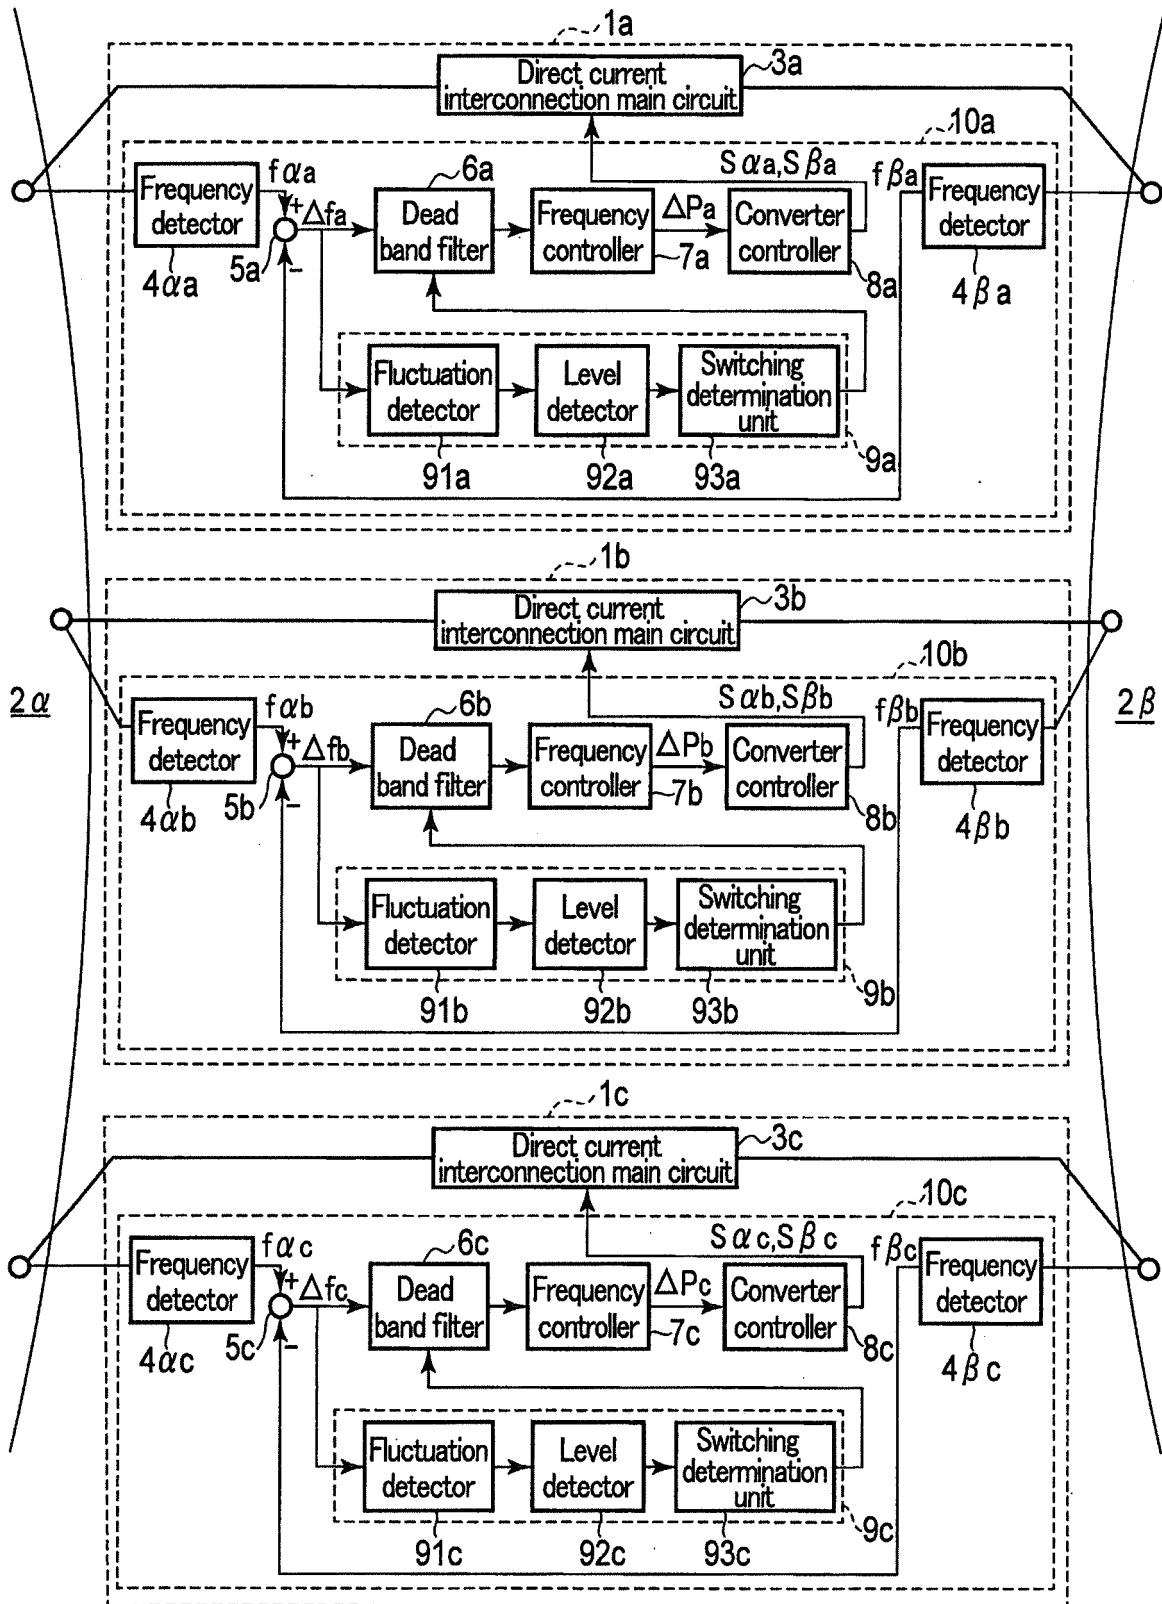 1a
Direct current
interconnection main circuit
3a
10a
Frequency
detector
4αa
fαa
+
-
5a
Δfa
6a
Dead
band filter
Frequency
controller
7a
ΔPa
Sαa,Sβa
Converter
controller
8a
fβa
Frequency
detector
4βa
Fluctuation
detector
91a
Level
detector
92a
Switching
determination
unit
93a
9a
2α
2β
1b
Direct current
interconnection main circuit
3b
10b
Frequency
detector
4αb
fαb
+
-
5b
Δfb
6b
Dead
band filter
Frequency
controller
7b
ΔPb
Sαb,Sβb
Converter
controller
8b
fβb
Frequency
detector
4βb
Fluctuation
detector
91b
Level
detector
92b
Switching
determination
unit
93b
9b
1c
Direct current
interconnection main circuit
3c
10c
Frequency
detector
4αc
fαc
+
-
5c
Δfc
6c
Dead
band filter
Frequency
controller
7c
ΔPc
Sαc,Sβc
Converter
controller
8c
fβc
Frequency
detector
4βc
Fluctuation
detector
91c
Level
detector
92c
Switching
determination
unit
93c
9c